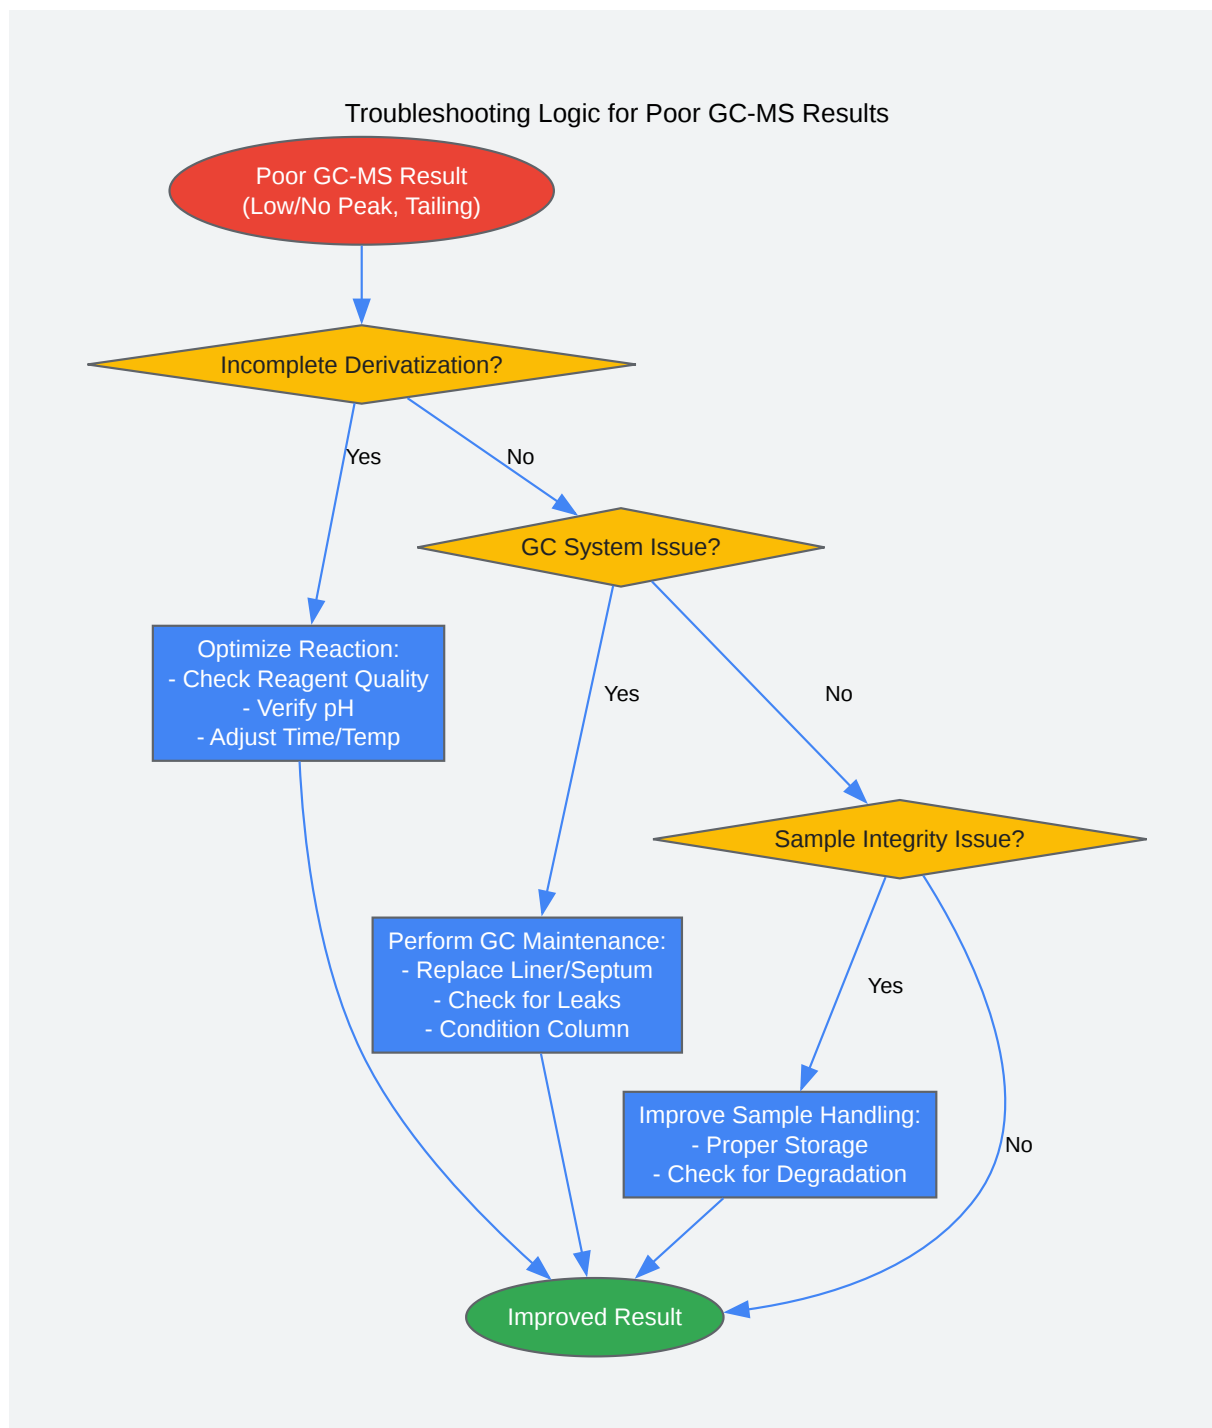 Troubleshooting Logic for Poor GC-MS Results
Poor GC-MS Result
(Low/No Peak, Tailing)
Incomplete Derivatization?
Yes
No
GC System Issue?
Optimize Reaction:
- Check Reagent Quality
- Verify pH
- Adjust Time/Temp
Yes
No
Sample Integrity Issue?
Perform GC Maintenance:
- Replace Liner/Septum
- Check for Leaks
- Condition Column
Yes
Improve Sample Handling:
- Proper Storage
- Check for Degradation
No
Improved Result